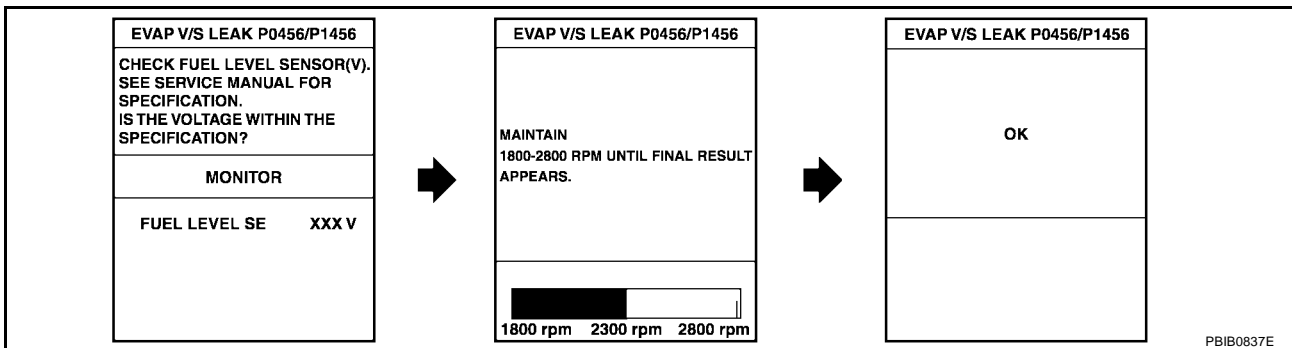 EVAP V/S LEAK P0456/P1456
CHECK FUEL LEVEL SENSOR(V).
SEE SERVICE MANUAL FOR
SPECIFICATION.
IS THE VOLTAGE WITHIN THE
SPECIFICATION?
MONITOR
FUEL LEVEL SE XXX V
EVAP V/S LEAK P0456/P1456
MAINTAIN
1800-2800 RPM UNTIL FINAL RESULT
APPEARS.
1800 rpm 2300 rpm 2800 rpm
EVAP V/S LEAK P0456/P1456
OK
PBIB0837E